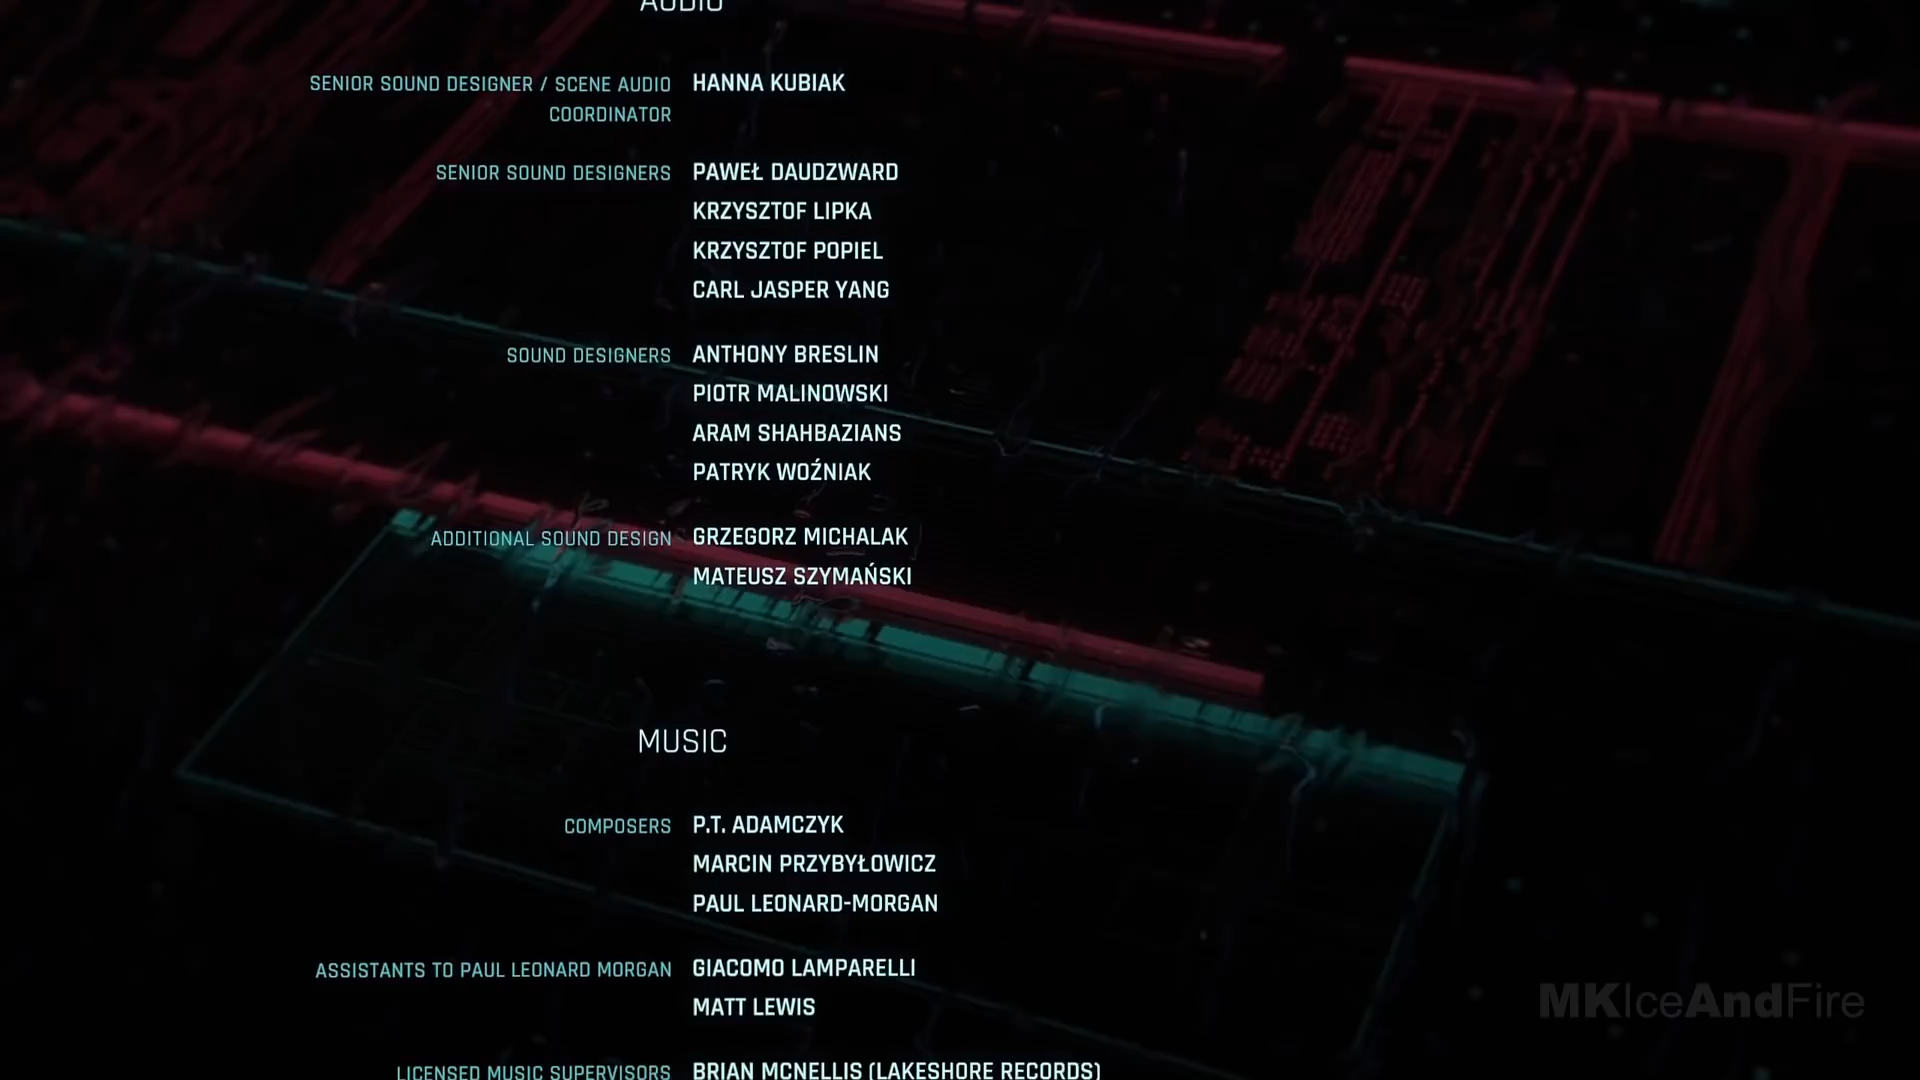 AUDIO
SENIOR SOUND DESIGNER / SCENE AUDIO HANNA KUBIAK
COORDINATOR
SENIOR SOUND DESIGNERS PAWEŁ DAUDZWARD
KRZYSZTOF LIPKA
KRZYSZTOF POPIEL
CARL JASPER YANG
SOUND DESIGNERS ANTHONY BRESLIN
PIOTR MALINOWSKI
ARAM SHAHBAZIANS
PATRYK WOŹNIAK
ADDITIONAL SOUND DESIGN GRZEGORZ MICHALAK
MATEUSZ SZYMAŃSKI
MUSIC
COMPOSERS P.T. ADAMCZYK
MARCIN PRZYBYŁOWICZ
PAUL LEONARD-MORGAN
ASSISTANTS TO PAUL LEONARD MORGAN GIACOMO LAMPARELLI
MATT LEWIS
MKIceAndFire
LICENSED MUSIC SUPERVISORS BRIAN MCNELLIS (LAKESHORE RECORDS)